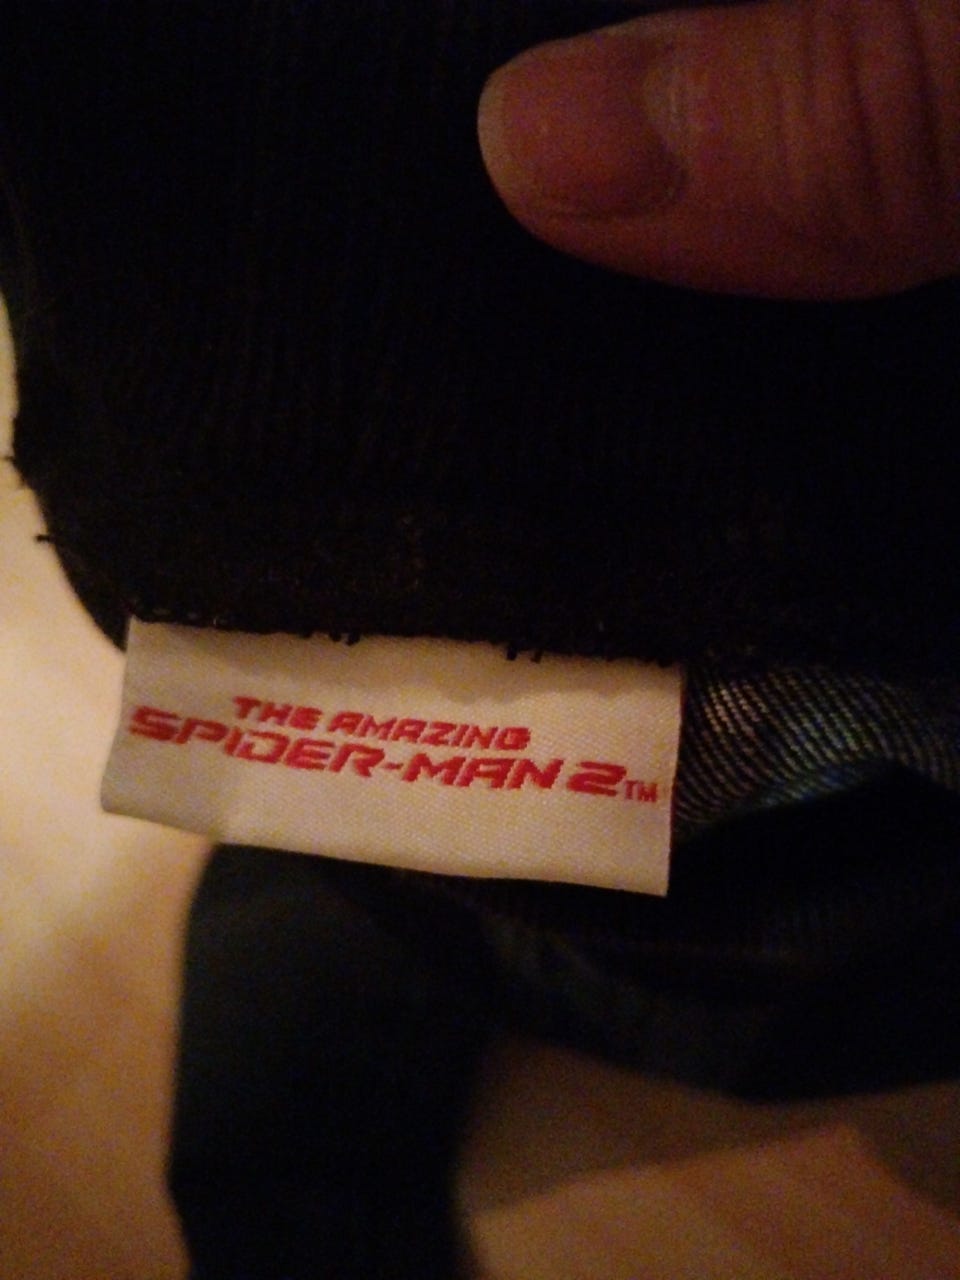 THE AMAZING
SPIDER-MAN 2™